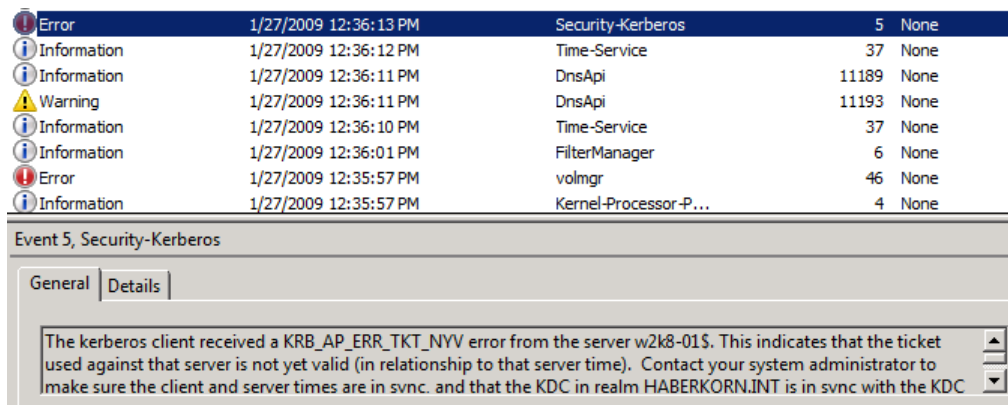 Error 1/27/2009 12:36:13 PM Security-Kerberos 5 None
Information 1/27/2009 12:36:12 PM Time-Service 37 None
Information 1/27/2009 12:36:11 PM DnsApi 11189 None
Warning 1/27/2009 12:36:11 PM DnsApi 11193 None
Information 1/27/2009 12:36:10 PM Time-Service 37 None
Information 1/27/2009 12:36:01 PM FilterManager 6 None
Error 1/27/2009 12:35:57 PM volmgr 46 None
Information 1/27/2009 12:35:57 PM Kernel-Processor-P... 4 None
Event 5, Security-Kerberos
General Details
The kerberos client received a KRB_AP_ERR_TKT_NYV error from the server w2k8-01$. This indicates that the ticket
used against that server is not yet valid (in relationship to that server time).  Contact your system administrator to
make sure the client and server times are in sync, and that the KDC in realm HABERKORN.INT is in sync with the KDC